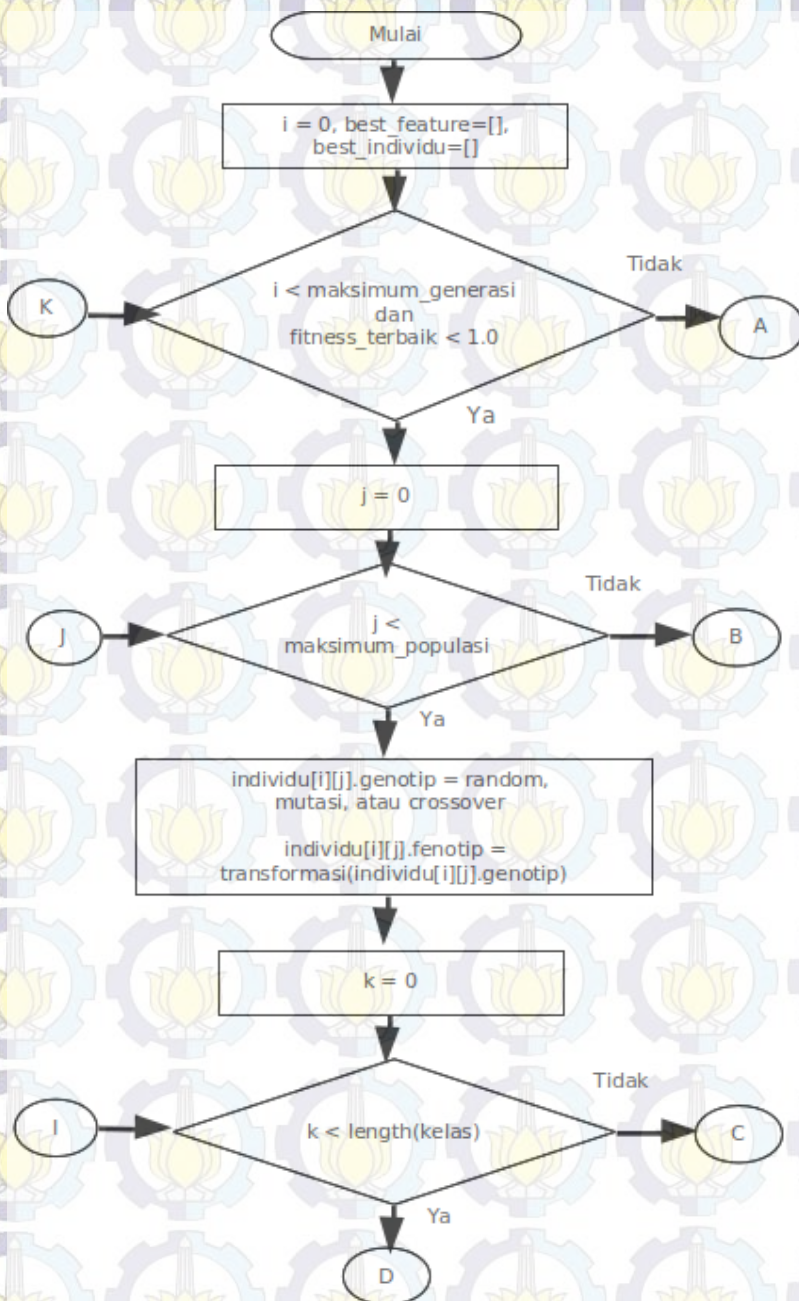 Mulai
i = 0, best_feature=[],
best_individu=[]
Tidak
K
i < maksimum_generasi
dan
fitness_terbaik < 1.0
A
Ya
j = 0
Tidak
J
j <
maksimum_populasi
B
Ya
individu[i][j].genotip = random,
mutasi, atau crossover
individu[i][j].fenotip =
transformasi(individu[i][j].genotip)
k = 0
Tidak
I
k < length(kelas)
C
Ya
D